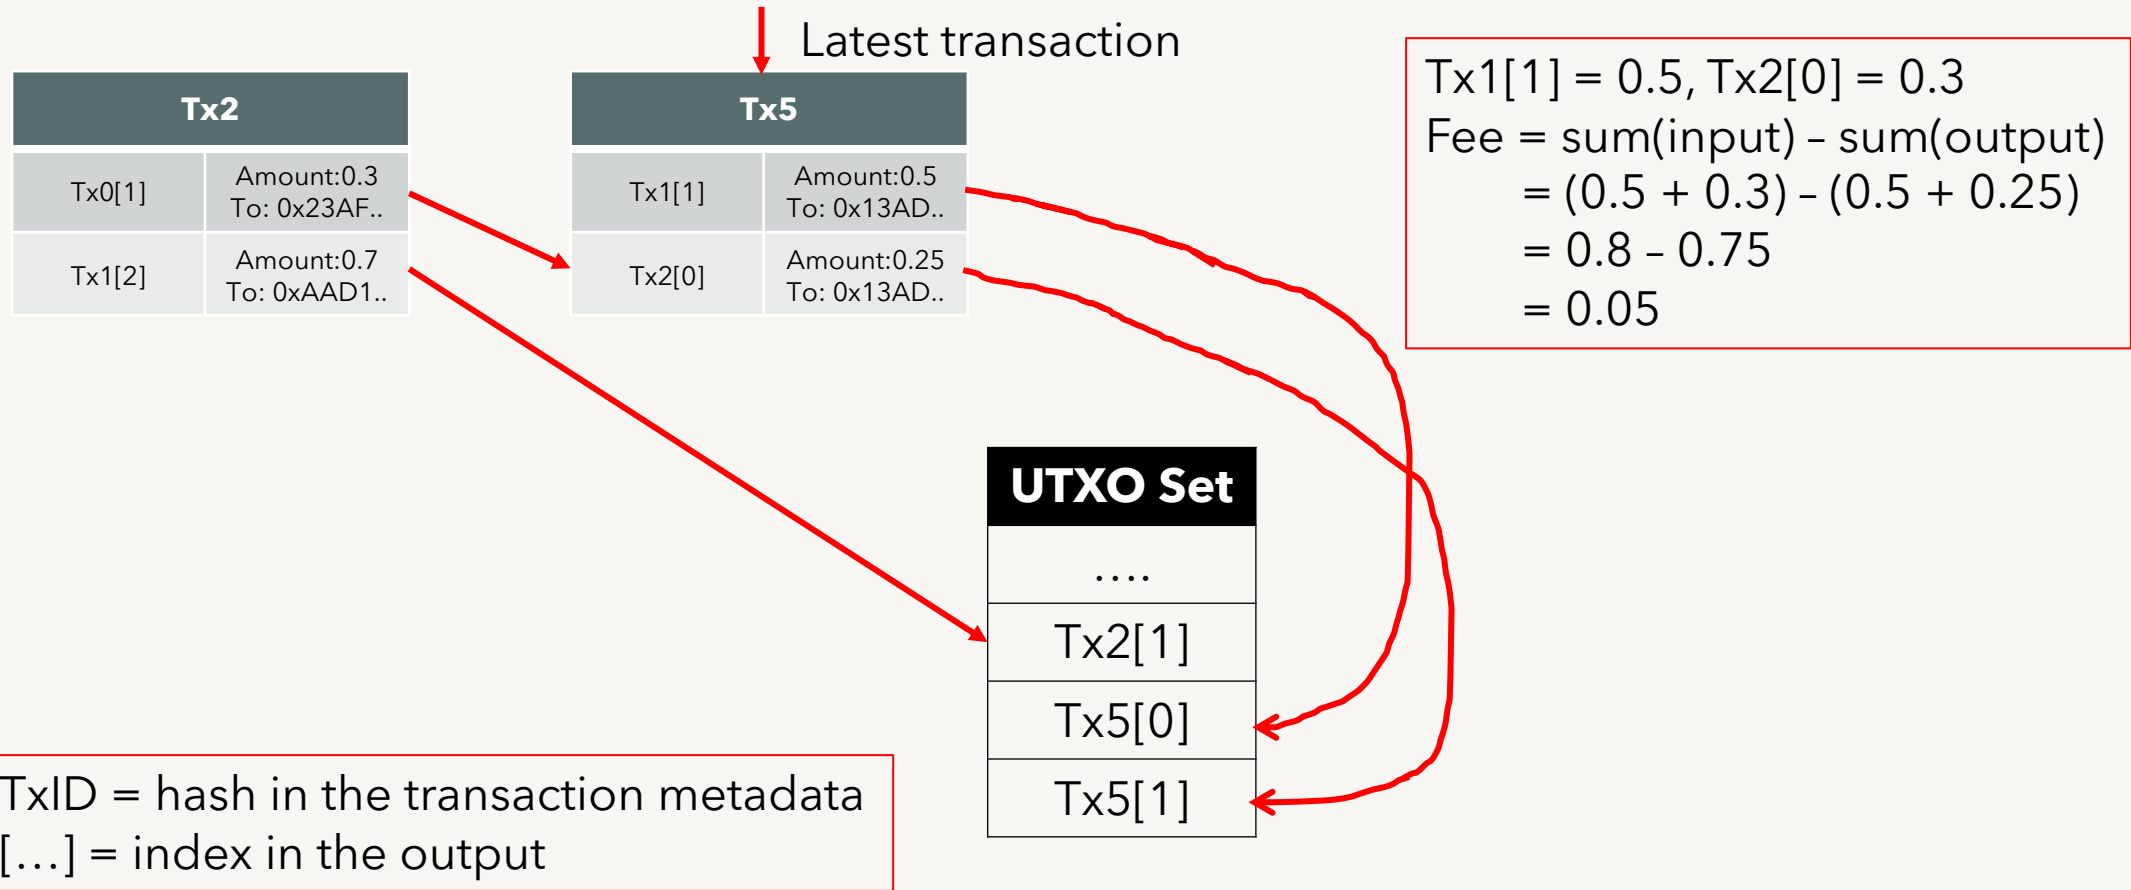 Latest transaction
Tx2
Tx0[1]
Amount:0.3
To: 0x23AF..
Tx1[2]
Amount:0.7
To: 0xAAD1..
Tx5
Tx1[1]
Amount:0.5
To: 0x13AD..
Tx2[0]
Amount:0.25
To: 0x13AD..
Tx1[1] = 0.5, Tx2[0] = 0.3
Fee = sum(input) – sum(output)
= (0.5 + 0.3) – (0.5 + 0.25)
= 0.8 – 0.75
= 0.05
UTXO Set
....
Tx2[1]
Tx5[0]
Tx5[1]
TxID = hash in the transaction metadata
[...] = index in the output